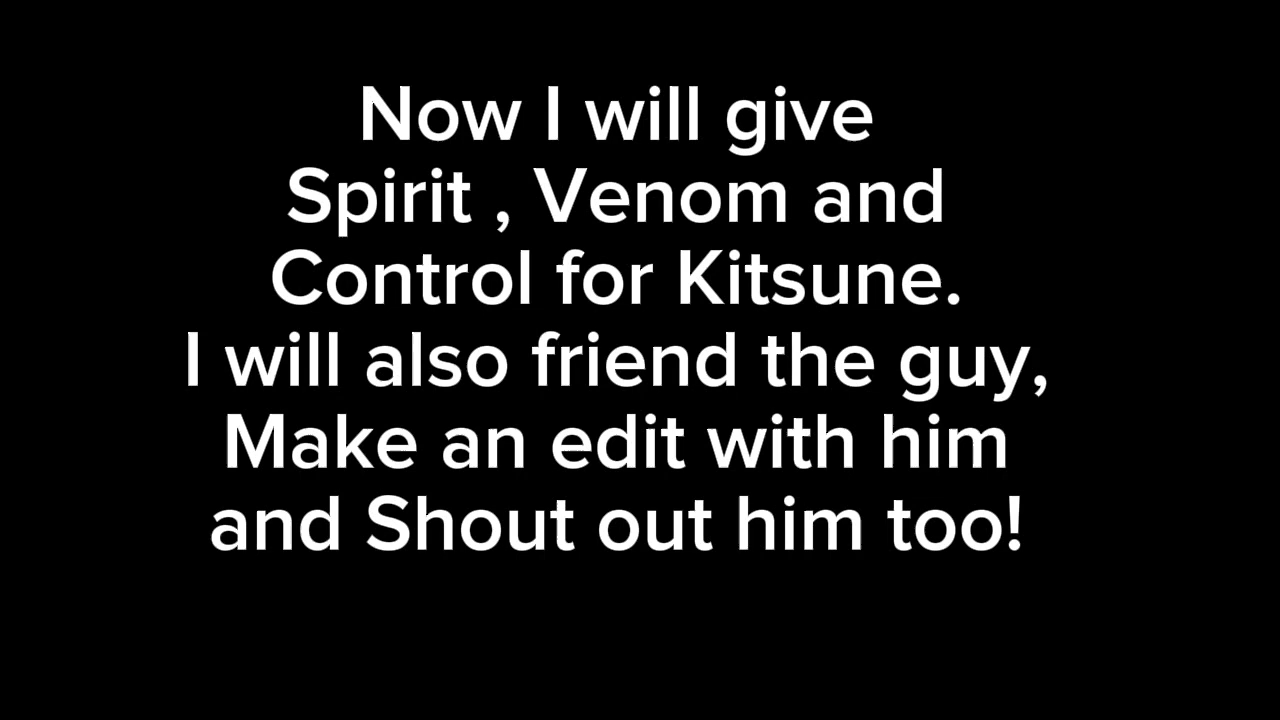 Now I will give
Spirit , Venom and
Control for Kitsune.
I will also friend the guy,
Make an edit with him
and Shout out him too!